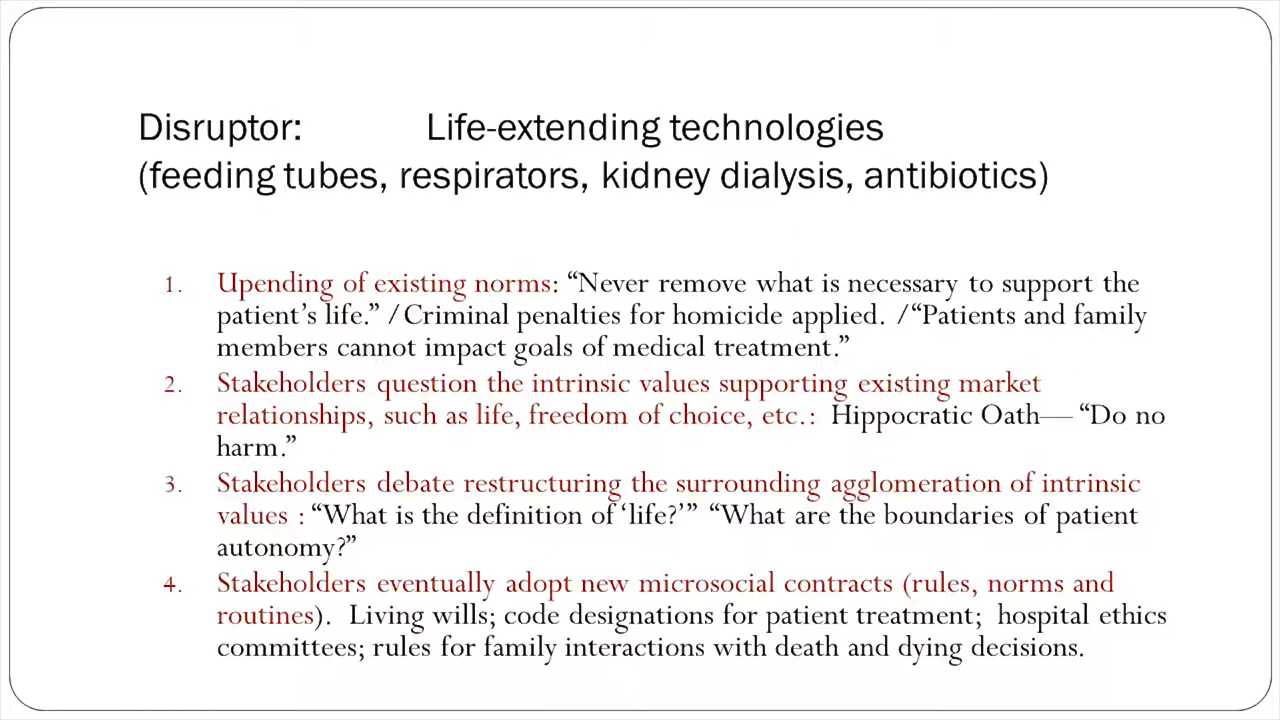 Disruptor: Life-extending technologies
(feeding tubes, respirators, kidney dialysis, antibiotics)
1. Upending of existing norms: “Never remove what is necessary to support the
patient’s life.” /Criminal penalties for homicide applied. /“Patients and family
members cannot impact goals of medical treatment.”
2. Stakeholders question the intrinsic values supporting existing market
relationships, such as life, freedom of choice, etc.: Hippocratic Oath— “Do no
harm.”
3. Stakeholders debate restructuring the surrounding agglomeration of intrinsic
values : “What is the definition of ‘life?’” “What are the boundaries of patient
autonomy?”
4. Stakeholders eventually adopt new microsocial contracts (rules, norms and
routines). Living wills; code designations for patient treatment; hospital ethics
committees; rules for family interactions with death and dying decisions.